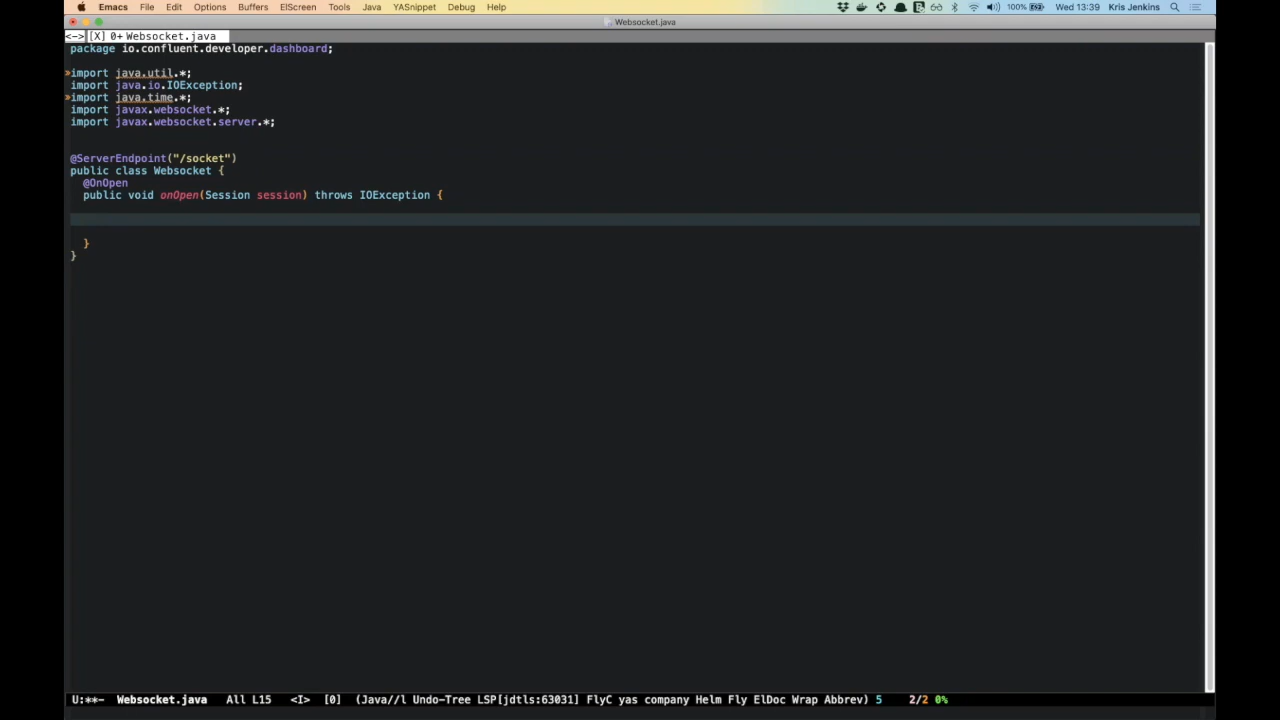 Emacs File Edit Options Buffers ElScreen Tools Java YASnippet Debug Help 100% Wed 13:39 Kris Jenkins
Websocket.java
<-> [X] 0+ Websocket.java
package io.confluent.developer.dashboard;
»import java.util.*;
import java.io.IOException;
»import java.time.*;
import javax.websocket.*;
import javax.websocket.server.*;
@ServerEndpoint("/socket")
public class Websocket {
@OnOpen
public void onOpen(Session session) throws IOException {
}
}
U:**- Websocket.java All L15 <I> [0] (Java//l Undo-Tree LSP[jdtls:63031] FlyC yas company Helm Fly ElDoc Wrap Abbrev) 5 2/2 0%